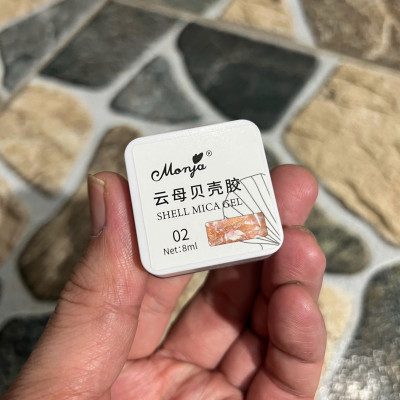 Monja®
云母贝壳胶
SHELL MICA GEL
02
Net:8ml